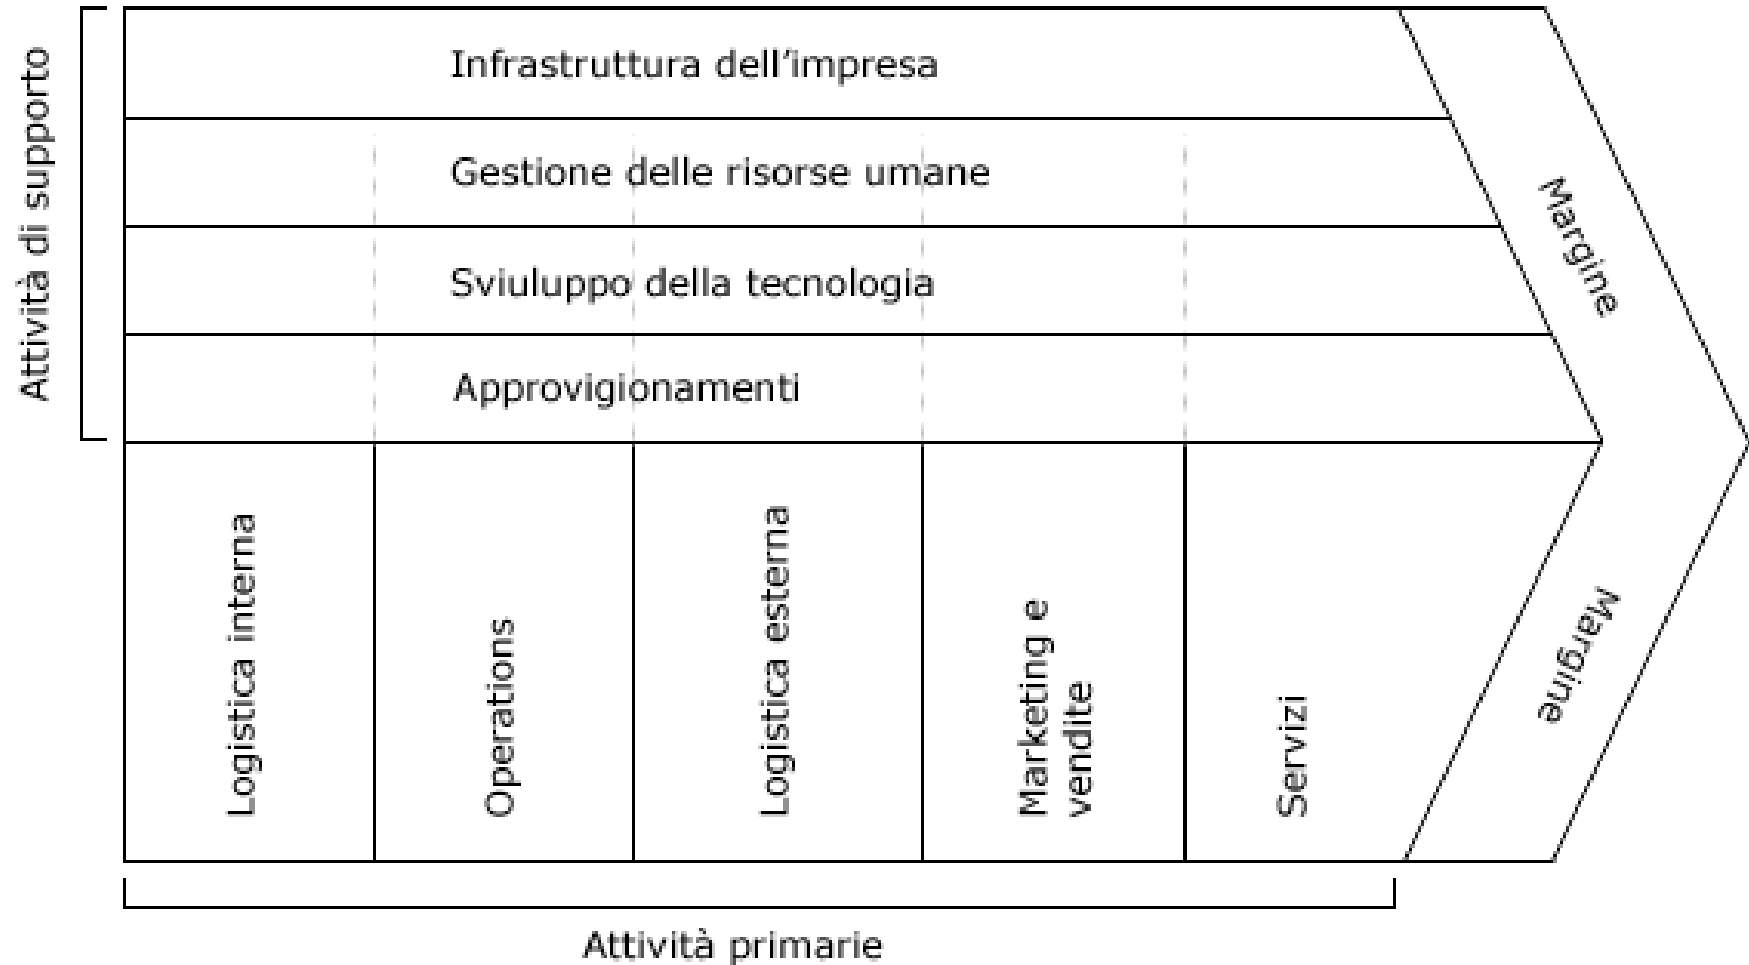 Attività di supporto
Infrastruttura dell'impresa
Gestione delle risorse umane
Sviuluppo della tecnologia
Approvigionamenti
Margine
Logistica interna
Operations
Logistica esterna
Marketing e
vendite
Servizi
Margine
Attività primarie